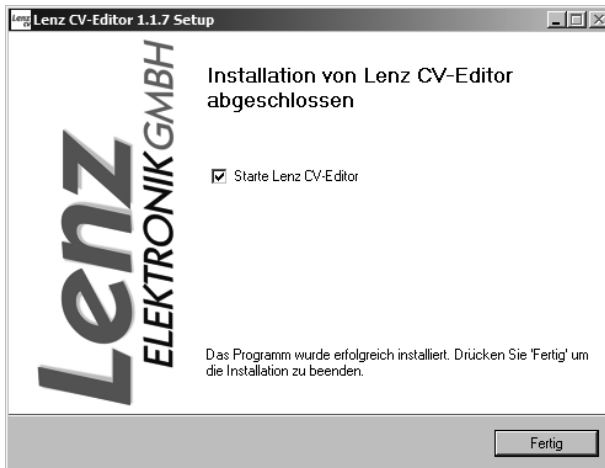 Lenz CV-Editor 1.1.7 Setup
Lenz
ELEKTRONIK GMBH
Installation von Lenz CV-Editor
abgeschlossen
Starte Lenz CV-Editor
Das Programm wurde erfolgreich installiert. Drücken Sie 'Fertig' um
die Installation zu beenden.
Fertig